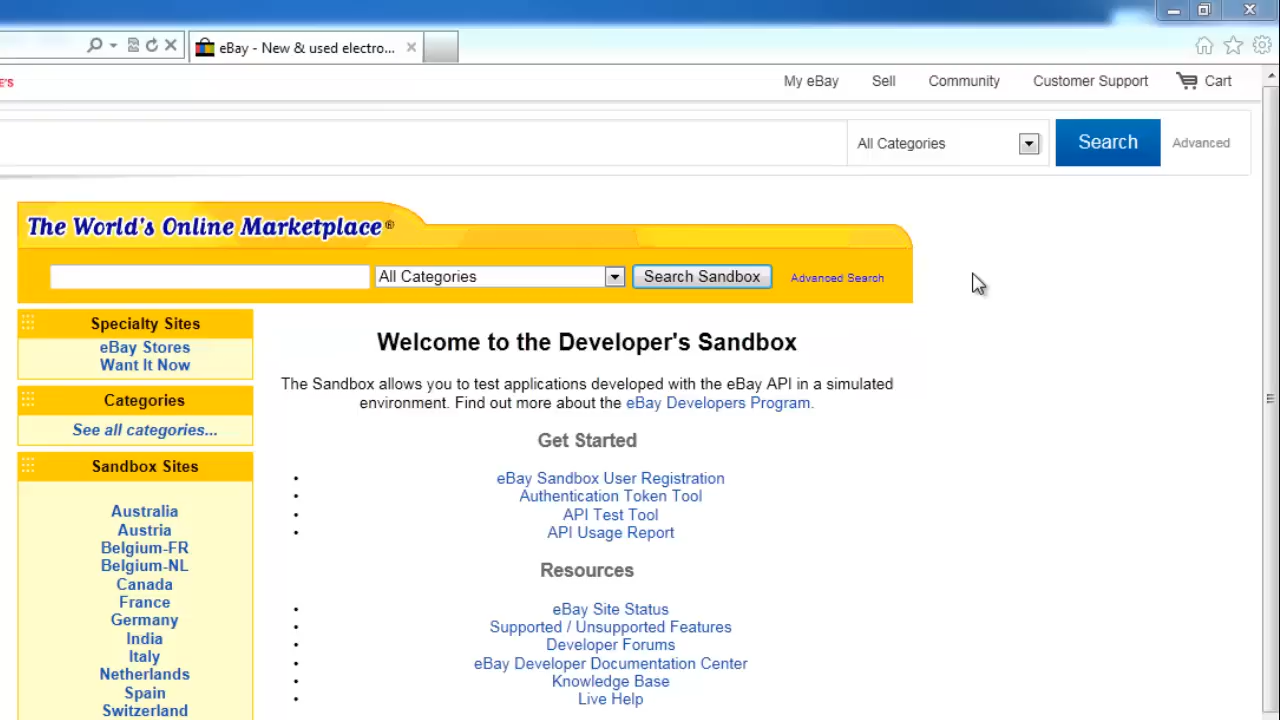 eBay - New & used electro...
E'S
My eBay Sell Community Customer Support Cart
All Categories Search Advanced
The World's Online Marketplace®
All Categories Search Sandbox Advanced Search
Specialty Sites
eBay Stores
Want It Now
Categories
See all categories...
Sandbox Sites
Australia
Austria
Belgium-FR
Belgium-NL
Canada
France
Germany
India
Italy
Netherlands
Spain
Switzerland
Welcome to the Developer's Sandbox
The Sandbox allows you to test applications developed with the eBay API in a simulated
environment. Find out more about the eBay Developers Program.
Get Started
• eBay Sandbox User Registration
• Authentication Token Tool
• API Test Tool
• API Usage Report
Resources
• eBay Site Status
• Supported / Unsupported Features
• Developer Forums
• eBay Developer Documentation Center
• Knowledge Base
• Live Help